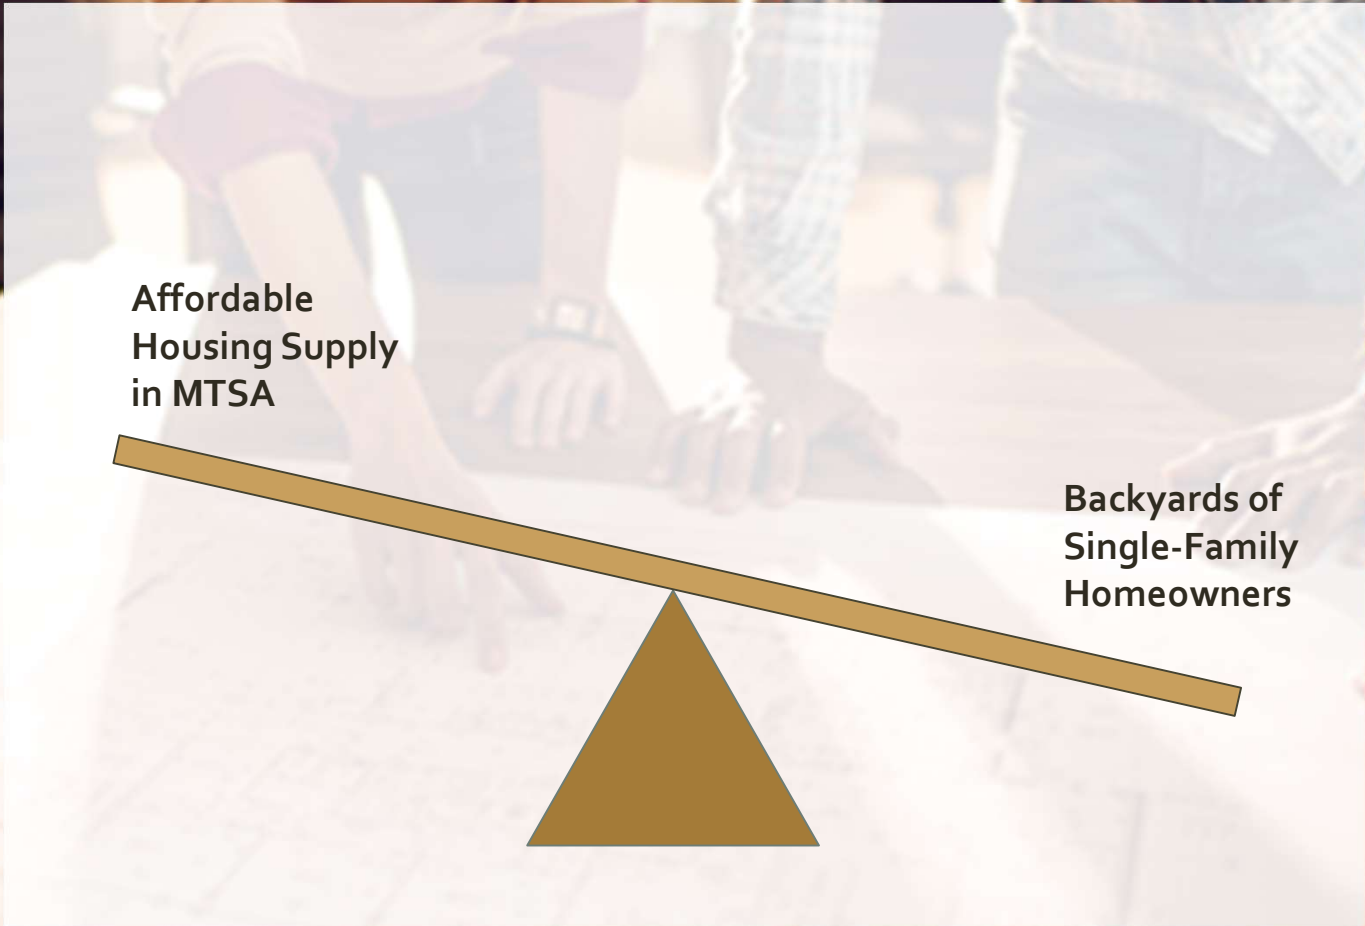 Affordable
Housing Supply
in MTSA
Backyards of
Single-Family
Homeowners